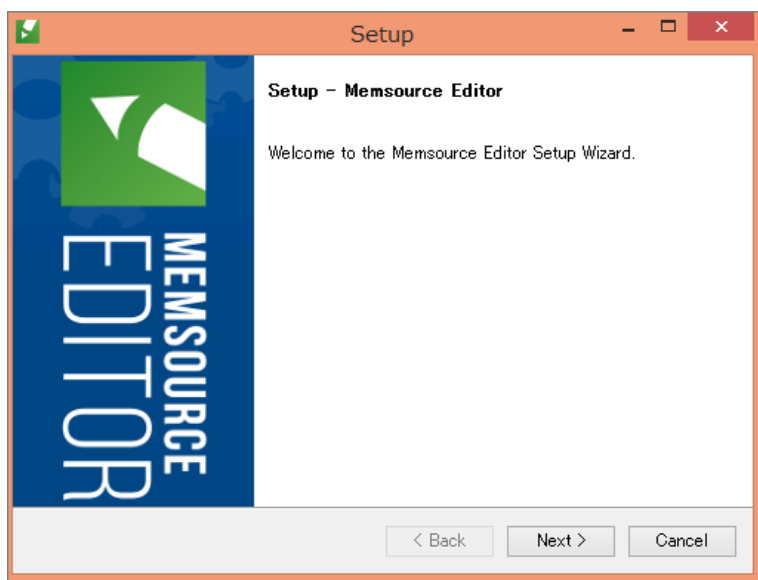 Setup
Setup - Memsource Editor
Welcome to the Memsource Editor Setup Wizard.
MEMSOURCE
EDITOR
< Back
Next >
Cancel